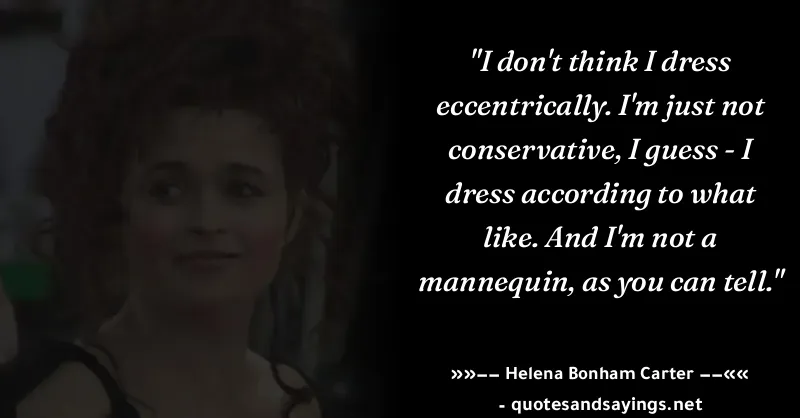 "I don't think I dress
eccentrically. I'm just not
conservative, I guess - I
dress according to what
like. And I'm not a
mannequin, as you can tell."
»»–– Helena Bonham Carter ––««
- quotesandsayings.net